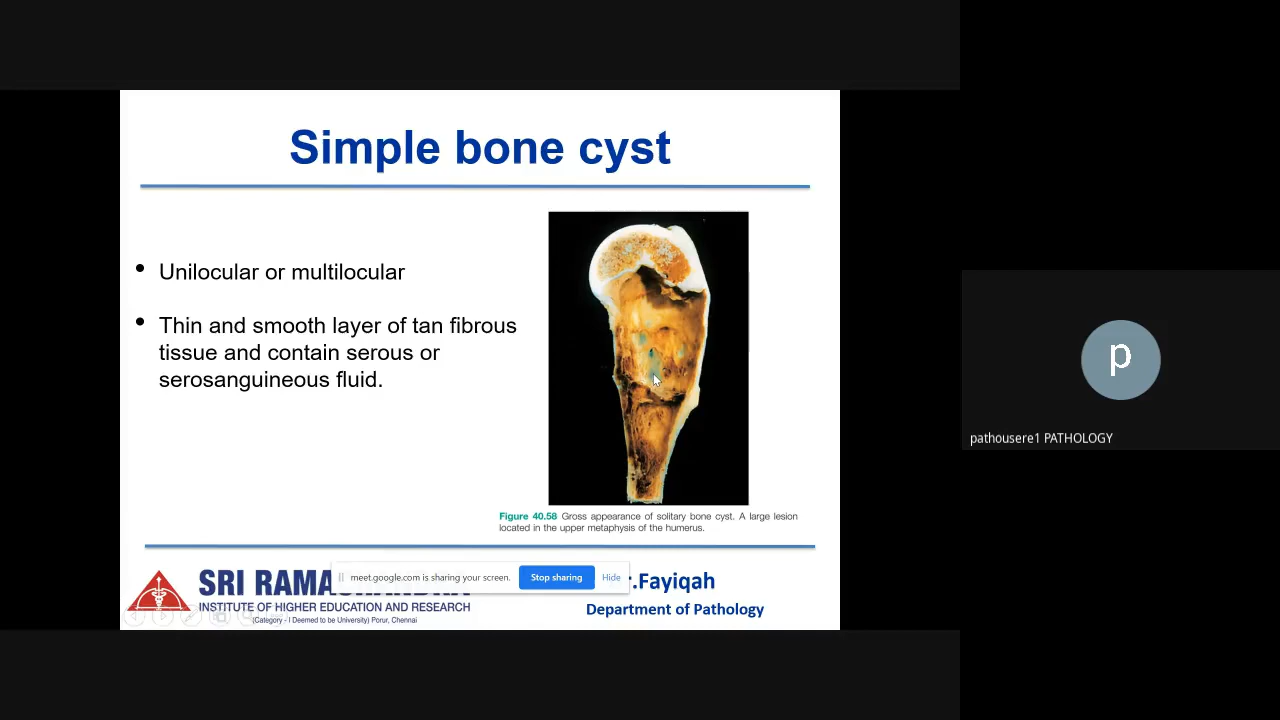 Simple bone cyst
• Unilocular or multilocular
• Thin and smooth layer of tan fibrous
tissue and contain serous or
serosanguineous fluid.
Figure 40.58 Gross appearance of solitary bone cyst. A large lesion
located in the upper metaphysis of the humerus.
SRI
INSTITUTE OF HIGHER EDUCATION AND RESEARCH
(Category - I Deemed to be University) Porur, Chennai
meet.google.com is sharing your screen.
Stop sharing
Hide
.Fayiqah
Department of Pathology
p
pathousere1 PATHOLOGY